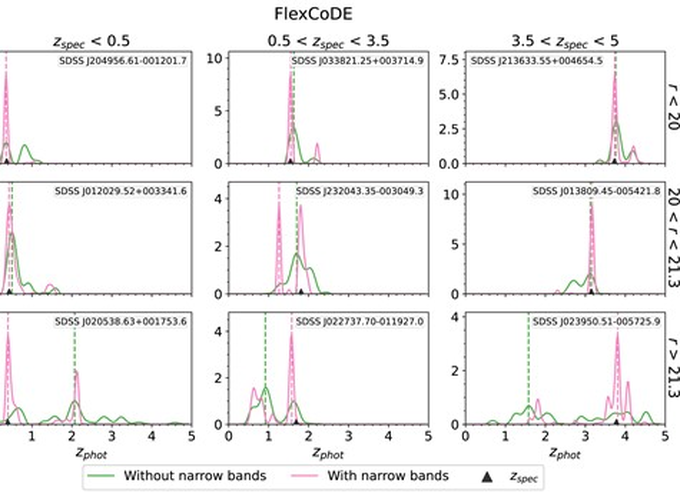 FlexCoDE
z_spec < 0.5
0.5 < z_spec < 3.5
3.5 < z_spec < 5
SDSS J204956.61-001201.7
10
5
0
SDSS J033821.25+003714.9
7.5
5.0
2.5
0.0
SDSS J213633.55+004654.5
r < 20
SDSS J012029.52+003341.6
4
2
0
SDSS J232043.35-003049.3
10
5
0
SDSS J013809.45-005421.8
20 < r < 21.3
SDSS J020538.63+001753.6
1 2 3 4 5
z_phot
4
2
0
SDSS J022737.70-011927.0
0 1 2 3 4 5
z_phot
4
2
0
SDSS J023950.51-005725.9
0 1 2 3 4 5
z_phot
r > 21.3
Without narrow bands With narrow bands z_spec